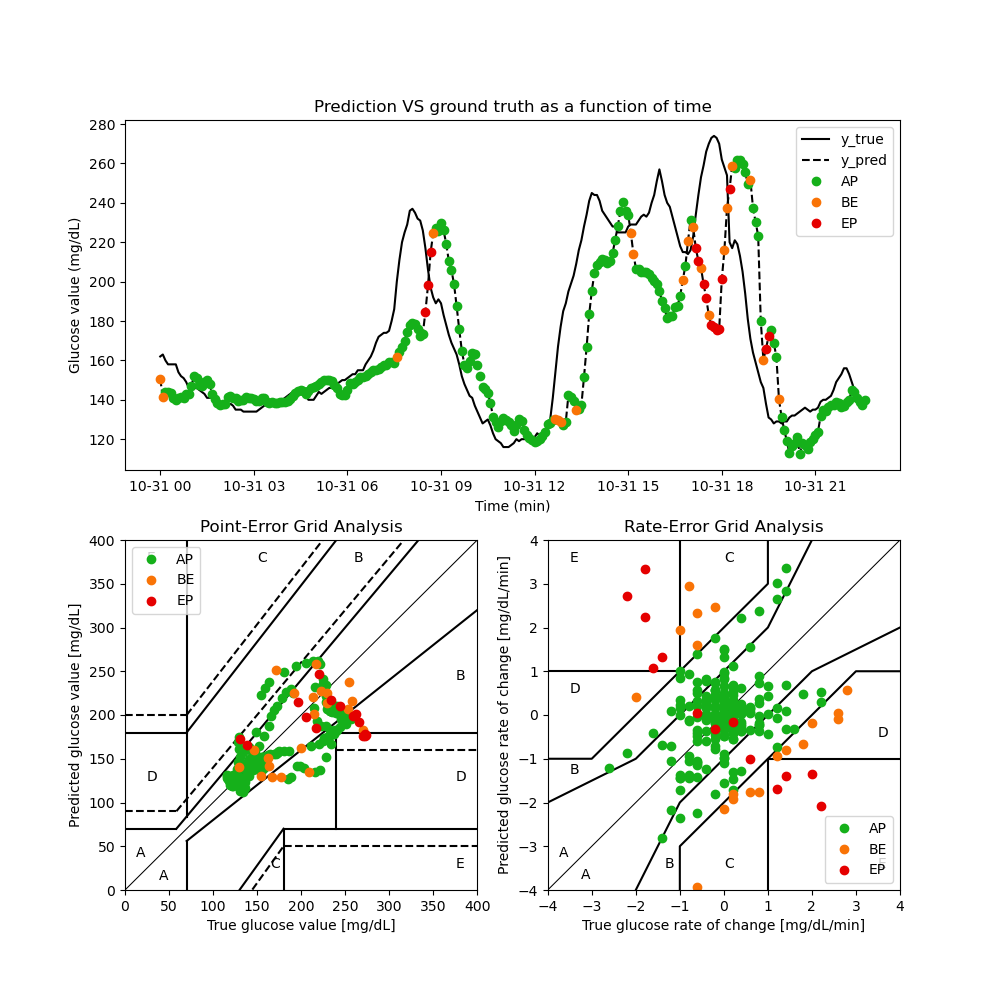 Prediction VS ground truth as a function of time
Glucose value (mg/dL)
280
260
240
220
200
180
160
140
120
y_true
y_pred
AP
BE
EP
10-31 00 10-31 03 10-31 06 10-31 09 10-31 12 10-31 15 10-31 18 10-31 21
Time (min)
Point-Error Grid Analysis
Predicted glucose value [mg/dL]
400
350
300
250
200
150
100
50
0
AP
BE
EP
C B
B
D D
A
A C E
0 50 100 150 200 250 300 350 400
True glucose value [mg/dL]
Rate-Error Grid Analysis
Predicted glucose rate of change [mg/dL/min]
4
3
2
1
0
−1
−2
−3
−4
E C
D
D
B
A
A B C
AP
BE
EP
−4 −3 −2 −1 0 1 2 3 4
True glucose rate of change [mg/dL/min]